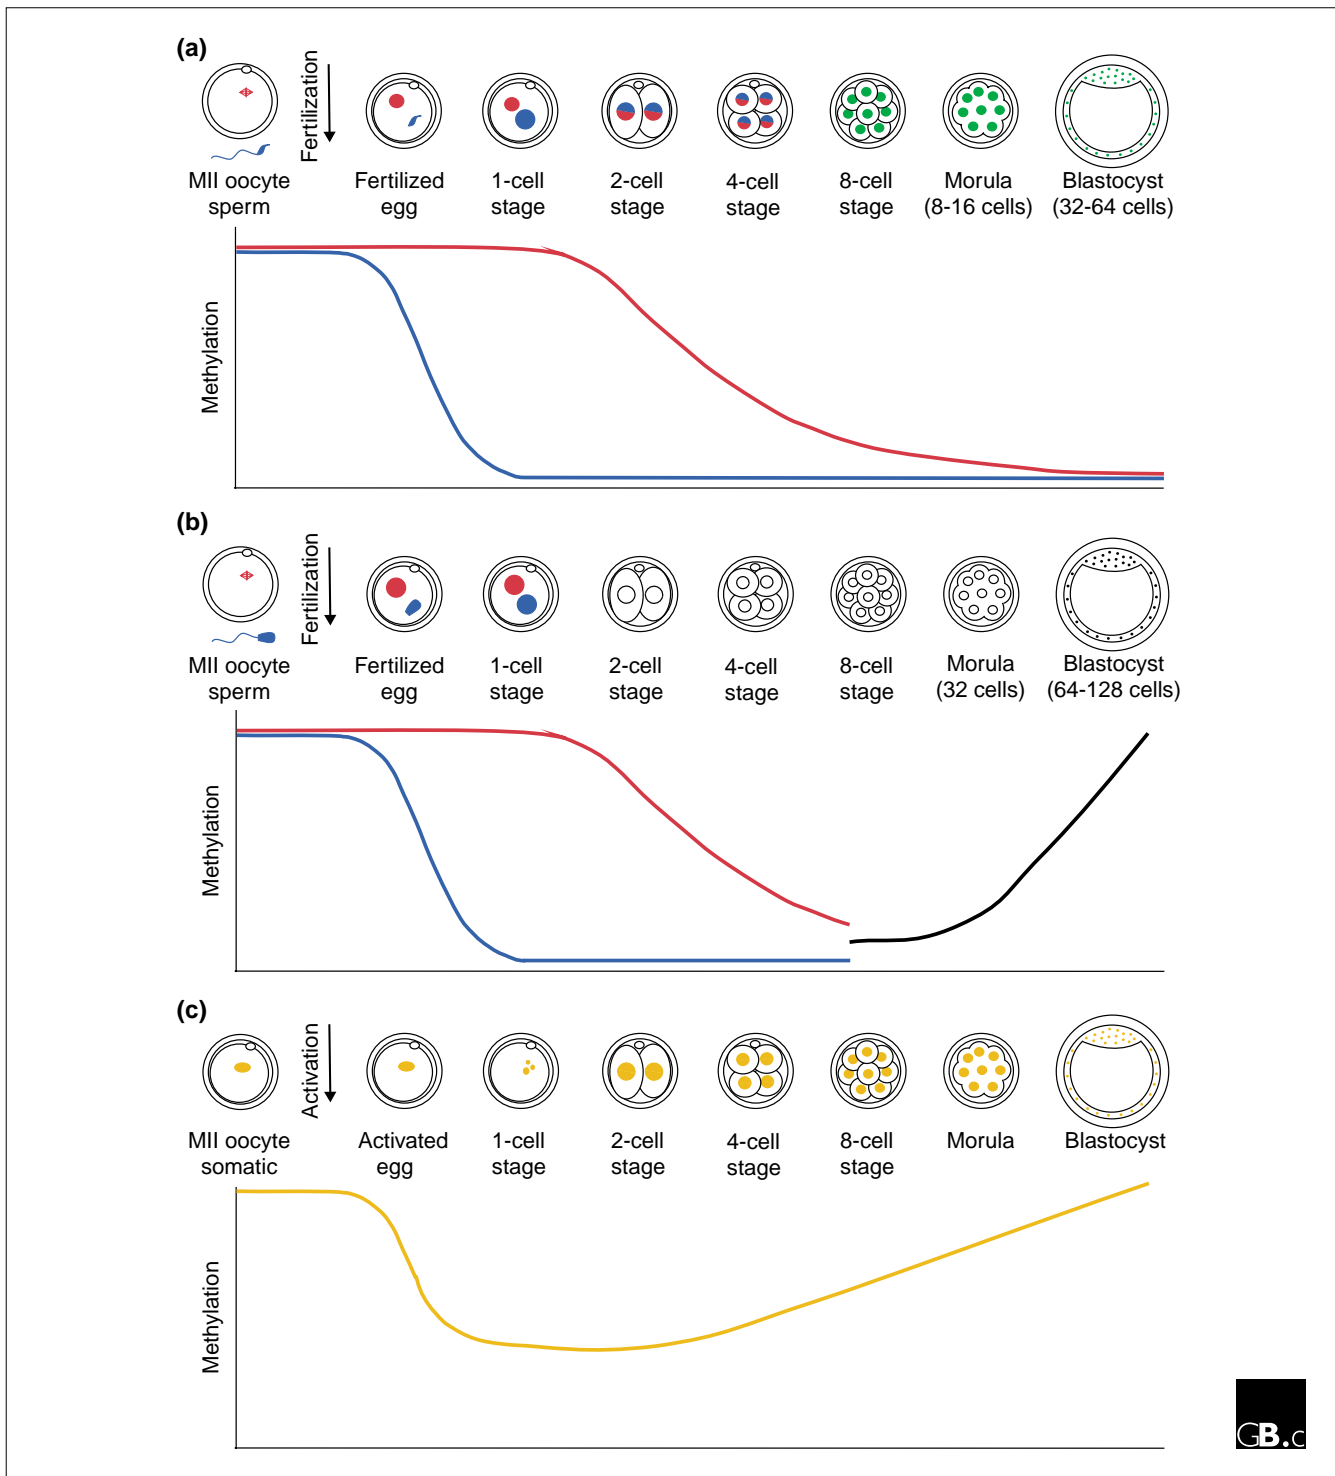 (a)
Fertilization
MII oocyte
sperm
Fertilized
egg
1-cell
stage
2-cell
stage
4-cell
stage
8-cell
stage
Morula
(8-16 cells)
Blastocyst
(32-64 cells)
Methylation
(b)
Fertilization
MII oocyte
sperm
Fertilized
egg
1-cell
stage
2-cell
stage
4-cell
stage
8-cell
stage
Morula
(32 cells)
Blastocyst
(64-128 cells)
Methylation
(c)
Activation
MII oocyte
somatic
Activated
egg
1-cell
stage
2-cell
stage
4-cell
stage
8-cell
stage
Morula
Blastocyst
Methylation
GB.c